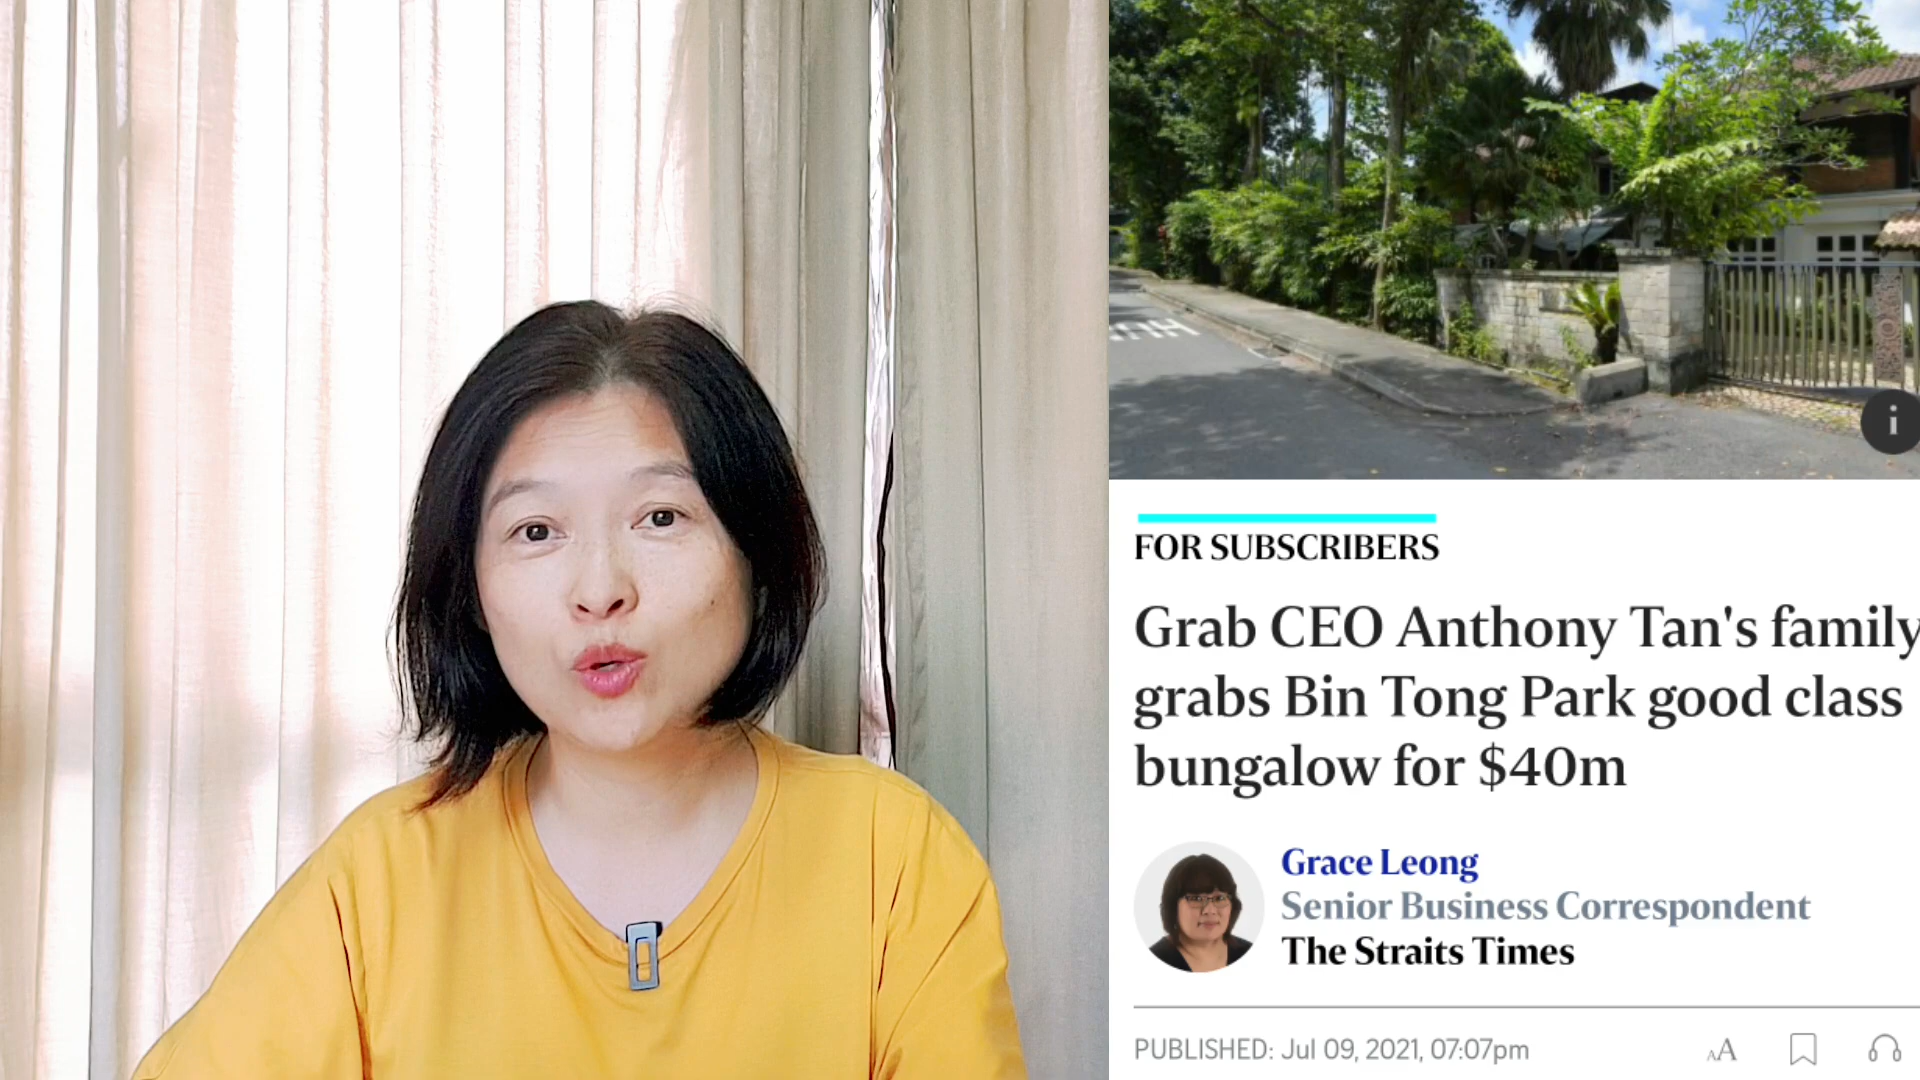 FOR SUBSCRIBERS
Grab CEO Anthony Tan's family
grabs Bin Tong Park good class
bungalow for $40m
Grace Leong
Senior Business Correspondent
The Straits Times
PUBLISHED: Jul 09, 2021, 07:07pm
AA
i